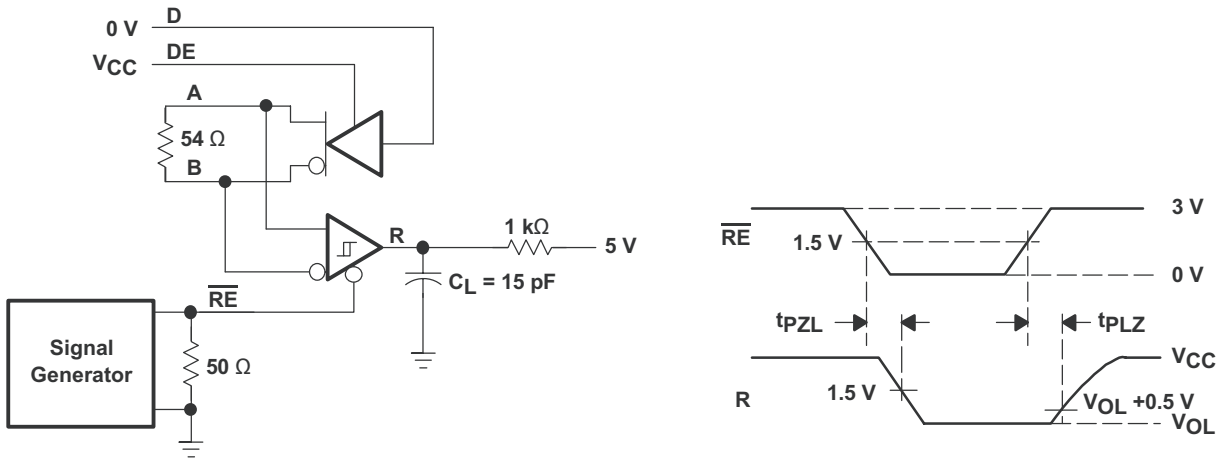 0 V
D
VCC
DE
A
54 Ω
B
R
1 kΩ
5 V
CL = 15 pF
RE
Signal
Generator
50 Ω
RE
3 V
1.5 V
0 V
tPZL
tPLZ
R
1.5 V
VCC
VOL +0.5 V
VOL